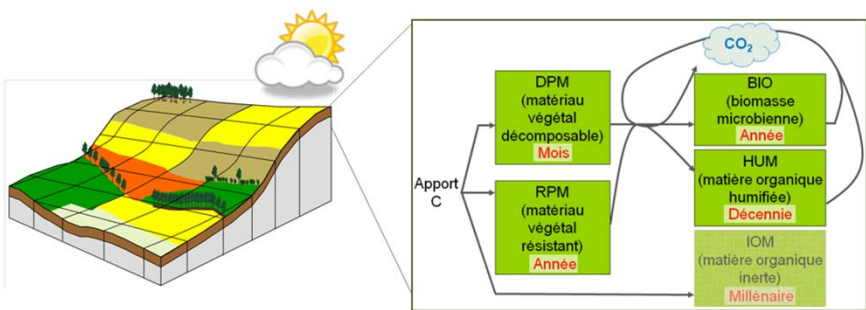 CO₂
DPM
(matériau
végétal
décomposable)
Mois
BIO
(biomasse
microbienne)
Année
Apport
C
RPM
(matériau
végétal
résistant)
Année
HUM
(matière organique
humifiée)
Décennie
IOM
(matière organique
inerte)
Millénaire